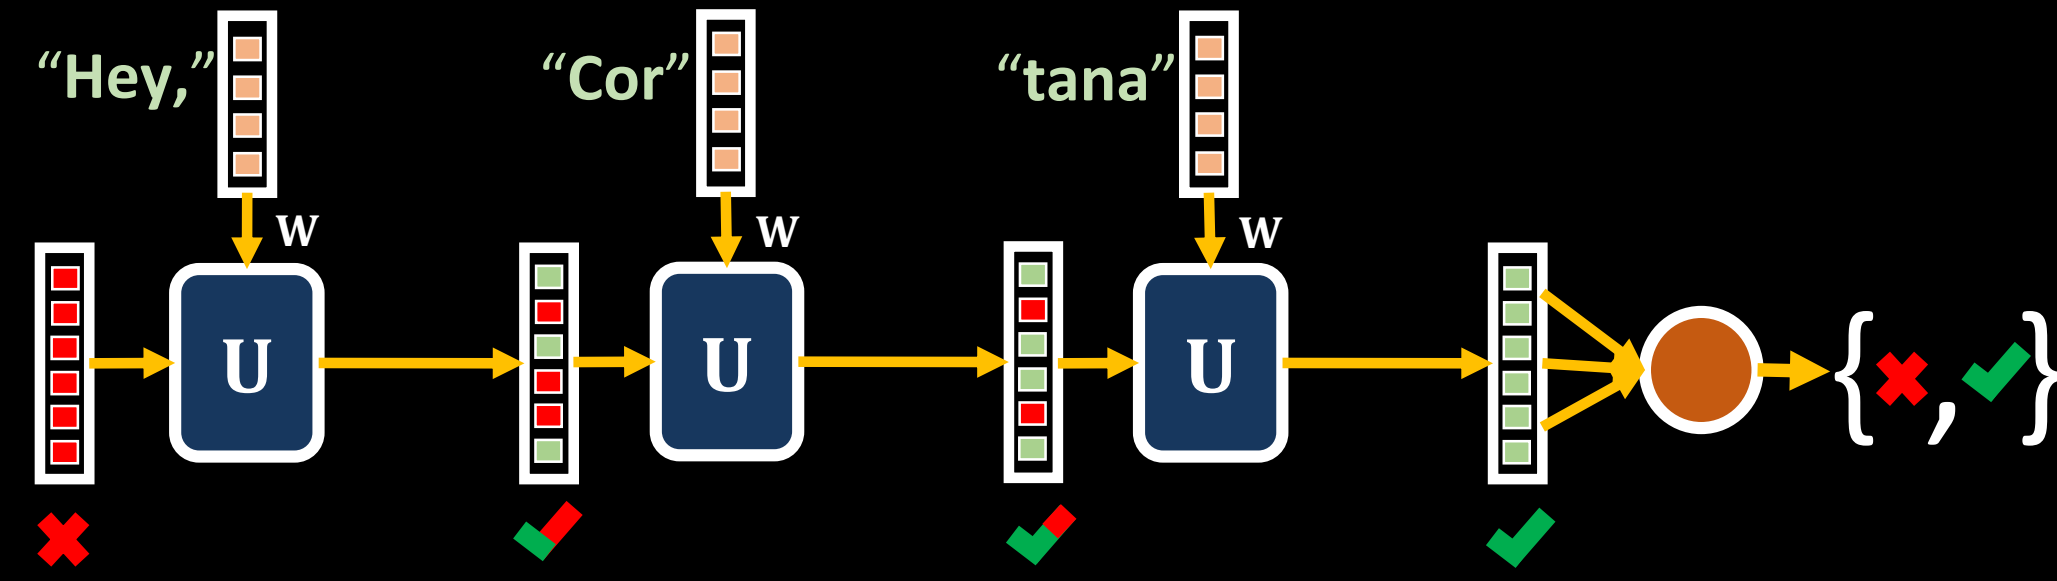 “Hey,”
“Cor”
“tana”
W
W
W
U
U
U
{ , }